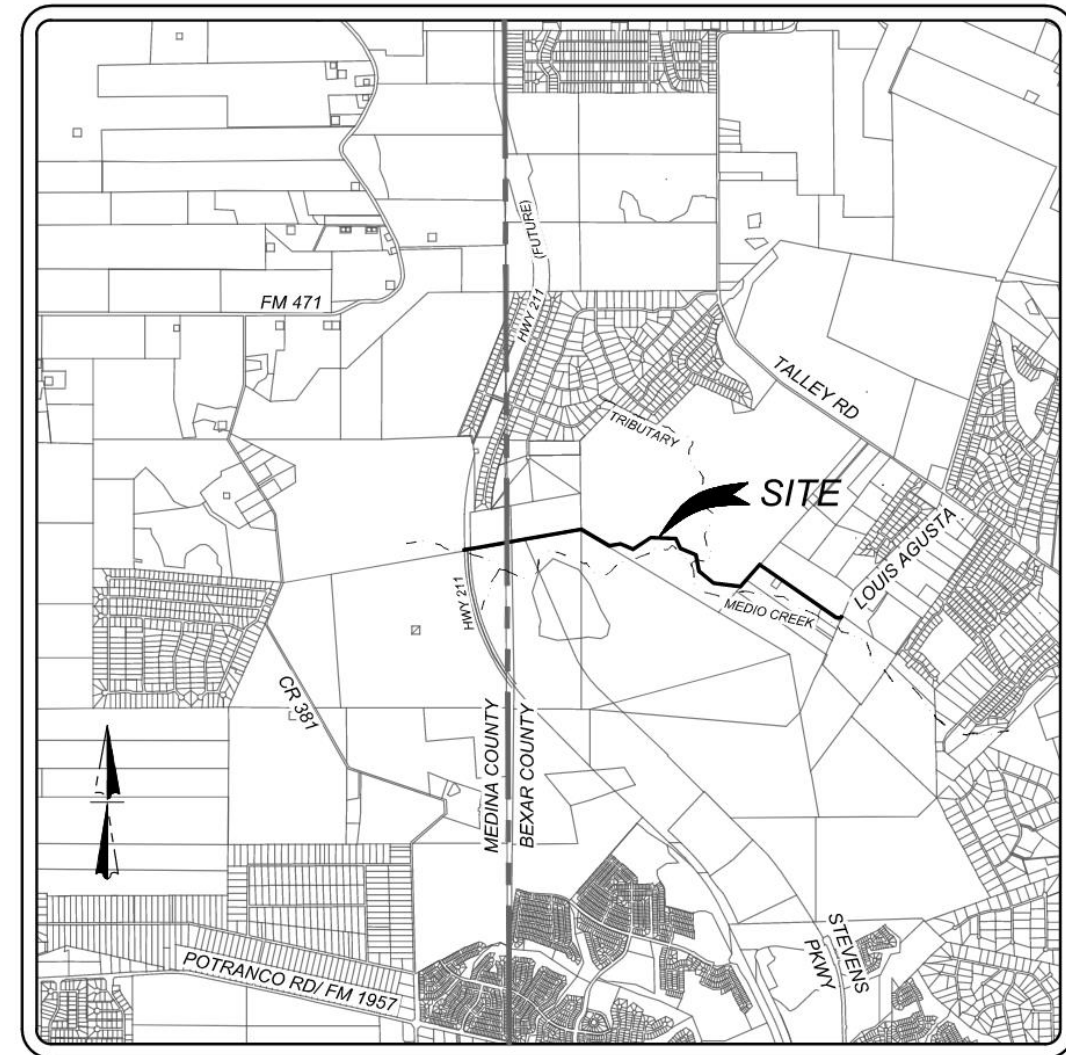 (FUTURE)
HWY 211
FM 471
TALLEY RD
TRIBUTARY
SITE
LOUIS AGUSTA
HWY 211
MEDIO CREEK
CR 381
MEDINA COUNTY
BEXAR COUNTY
STEVENS
PKWY
POTRANCO RD/ FM 1957